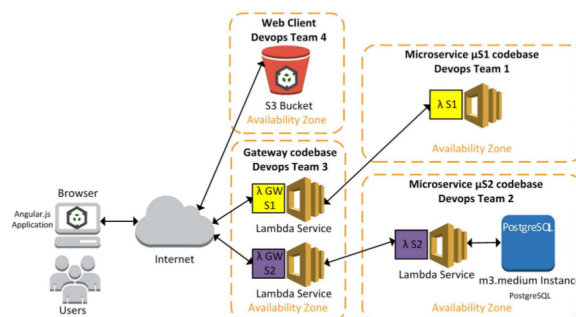 Web Client
Devops Team 4
S3 Bucket
Availability Zone
Microservice µS1 codebase
Devops Team 1
λ S1
Availability Zone
Gateway codebase
Devops Team 3
λ GW
S1
Lambda Service
λ GW
S2
Lambda Service
Availability Zone
Microservice µS2 codebase
Devops Team 2
λ S2
Lambda Service
PostgreSQL
m3.medium Instance
PostgreSQL
Availability Zone
Browser
Angular.js
Application
Internet
Users